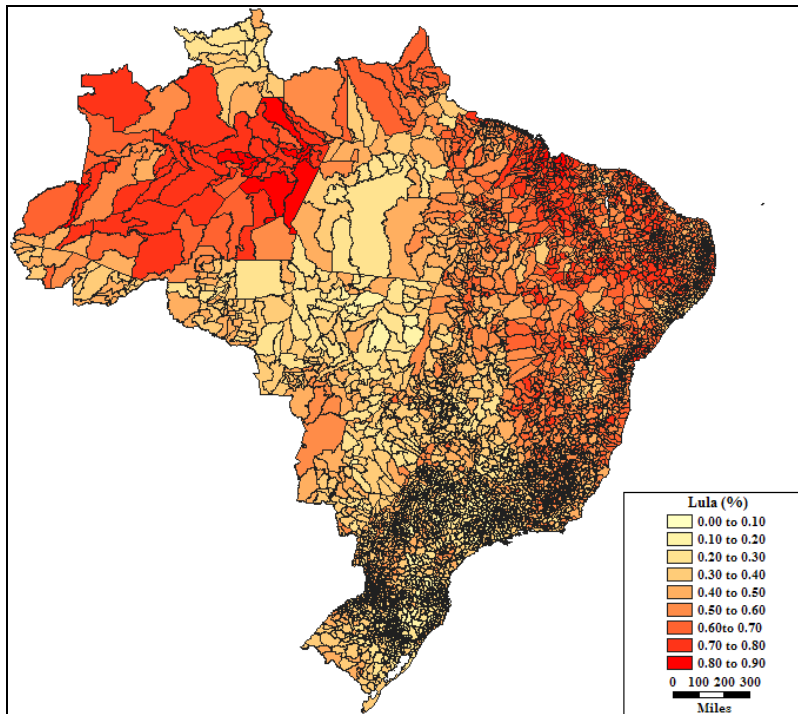 Lula (%)
0.00 to 0.10
0.10 to 0.20
0.20 to 0.30
0.30 to 0.40
0.40 to 0.50
0.50 to 0.60
0.60to 0.70
0.70 to 0.80
0.80 to 0.90
0 100 200 300
Miles